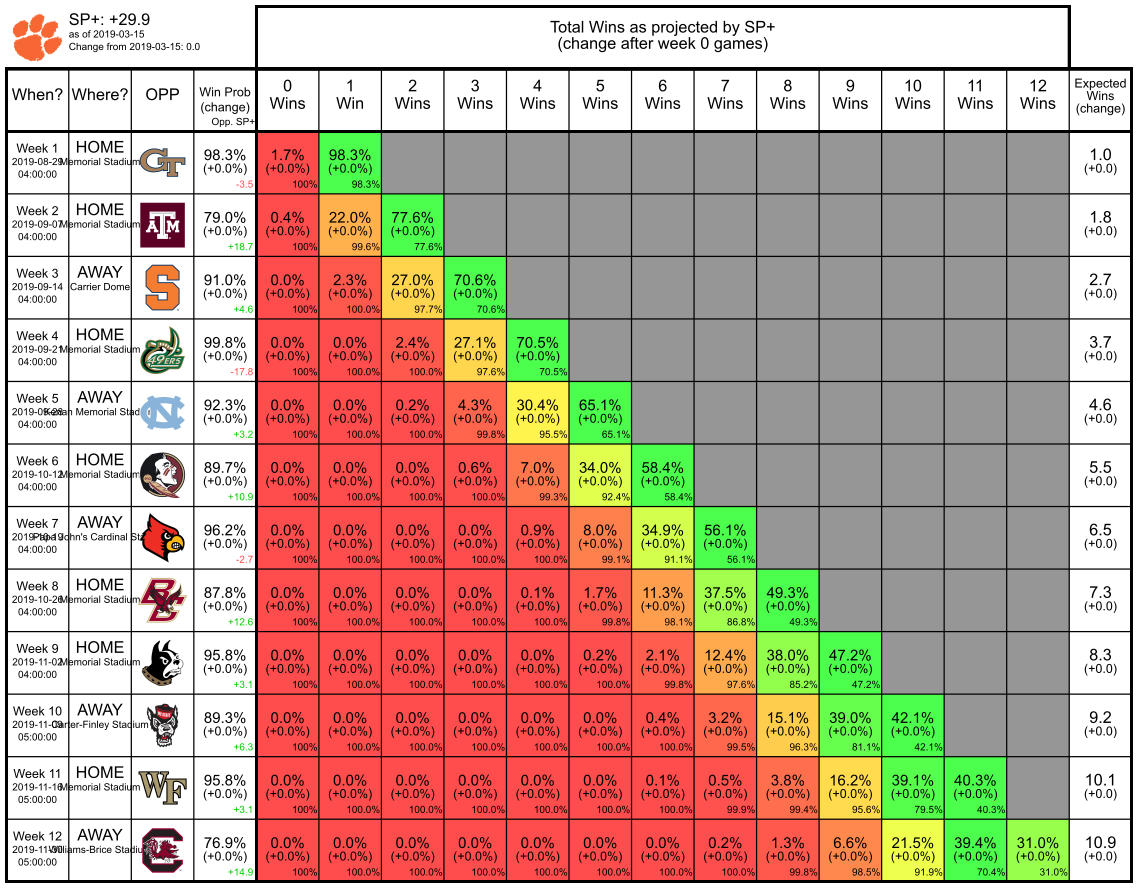 SP+: +29.9
as of 2019-03-15
Change from 2019-03-15: 0.0
Total Wins as projected by SP+
(change after week 0 games)
When? Where? OPP Win Prob (change) Opp. SP+ 0 Wins 1 Win 2 Wins 3 Wins 4 Wins 5 Wins 6 Wins 7 Wins 8 Wins 9 Wins 10 Wins 11 Wins 12 Wins Expected Wins (change)
Week 1 HOME 98.3% 1.7% 98.3% 1.0
2019-08-29 Memorial Stadium GT (+0.0%) (+0.0%) (+0.0%) (+0.0)
04:00:00 -3.5 100% 98.3%
Week 2 HOME 79.0% 0.4% 22.0% 77.6% 1.8
2019-09-07 Memorial Stadium ATM (+0.0%) (+0.0%) (+0.0%) (+0.0%) (+0.0)
04:00:00 +18.7 100% 99.6% 77.6%
Week 3 AWAY 91.0% 0.0% 2.3% 27.0% 70.6% 2.7
2019-09-14 Carrier Dome S (+0.0%) (+0.0%) (+0.0%) (+0.0%) (+0.0%) (+0.0)
04:00:00 +4.6 100% 100.0% 97.7% 70.6%
Week 4 HOME 99.8% 0.0% 0.0% 2.4% 27.1% 70.5% 3.7
2019-09-21 Memorial Stadium 49ERS (+0.0%) (+0.0%) (+0.0%) (+0.0%) (+0.0%) (+0.0%) (+0.0)
04:00:00 -17.8 100% 100.0% 100.0% 97.6% 70.5%
Week 5 AWAY 92.3% 0.0% 0.0% 0.2% 4.3% 30.4% 65.1% 4.6
Memorial NC (+0.0%) (+0.0%) (+0.0%) (+0.0%) (+0.0%) (+0.0%) (+0.0%) (+0.0)
04:00:00 +3.2 100% 100.0% 100.0% 99.8% 95.5% 65.1%
Week 6 HOME 89.7% 0.0% 0.0% 0.0% 0.6% 7.0% 34.0% 58.4% 5.5
2019-10-12 Memorial Stadium (+0.0%) (+0.0%) (+0.0%) (+0.0%) (+0.0%) (+0.0%) (+0.0%) (+0.0%) (+0.0)
04:00:00 +10.9 100% 100.0% 100.0% 100.0% 99.3% 92.4% 58.4%
Week 7 AWAY 96.2% 0.0% 0.0% 0.0% 0.0% 0.9% 8.0% 34.9% 56.1% 6.5
John's Cardinal (+0.0%) (+0.0%) (+0.0%) (+0.0%) (+0.0%) (+0.0%) (+0.0%) (+0.0%) (+0.0%) (+0.0)
04:00:00 -2.7 100% 100.0% 100.0% 100.0% 100.0% 99.1% 91.1% 56.1%
Week 8 HOME 87.8% 0.0% 0.0% 0.0% 0.0% 0.1% 1.7% 11.3% 37.5% 49.3% 7.3
2019-10-26 Memorial Stadium BC (+0.0%) (+0.0%) (+0.0%) (+0.0%) (+0.0%) (+0.0%) (+0.0%) (+0.0%) (+0.0%) (+0.0%) (+0.0)
04:00:00 +12.6 100% 100.0% 100.0% 100.0% 100.0% 99.8% 98.1% 86.8% 49.3%
Week 9 HOME 95.8% 0.0% 0.0% 0.0% 0.0% 0.0% 0.2% 2.1% 12.4% 38.0% 47.2% 8.3
2019-11-02 Memorial Stadium (+0.0%) (+0.0%) (+0.0%) (+0.0%) (+0.0%) (+0.0%) (+0.0%) (+0.0%) (+0.0%) (+0.0%) (+0.0%) (+0.0)
04:00:00 +3.1 100% 100.0% 100.0% 100.0% 100.0% 100.0% 99.8% 97.6% 85.2% 47.2%
Week 10 AWAY 89.3% 0.0% 0.0% 0.0% 0.0% 0.0% 0.0% 0.4% 3.2% 15.1% 39.0% 42.1% 9.2
Carter-Finley Stadium (+0.0%) (+0.0%) (+0.0%) (+0.0%) (+0.0%) (+0.0%) (+0.0%) (+0.0%) (+0.0%) (+0.0%) (+0.0%) (+0.0%) (+0.0)
05:00:00 +6.3 100% 100.0% 100.0% 100.0% 100.0% 100.0% 100.0% 99.5% 96.3% 81.1% 42.1%
Week 11 HOME 95.8% 0.0% 0.0% 0.0% 0.0% 0.0% 0.0% 0.1% 0.5% 3.8% 16.2% 39.1% 40.3% 10.1
2019-11-16 Memorial Stadium WF (+0.0%) (+0.0%) (+0.0%) (+0.0%) (+0.0%) (+0.0%) (+0.0%) (+0.0%) (+0.0%) (+0.0%) (+0.0%) (+0.0%) (+0.0%) (+0.0)
05:00:00 +3.1 100% 100.0% 100.0% 100.0% 100.0% 100.0% 100.0% 99.9% 99.4% 95.6% 79.5% 40.3%
Week 12 AWAY 76.9% 0.0% 0.0% 0.0% 0.0% 0.0% 0.0% 0.0% 0.2% 1.3% 6.6% 21.5% 39.4% 31.0% 10.9
Williams-Brice C (+0.0%) (+0.0%) (+0.0%) (+0.0%) (+0.0%) (+0.0%) (+0.0%) (+0.0%) (+0.0%) (+0.0%) (+0.0%) (+0.0%) (+0.0%) (+0.0%) (+0.0)
05:00:00 +14.9 100% 100.0% 100.0% 100.0% 100.0% 100.0% 100.0% 100.0% 99.8% 98.5% 91.9% 70.4% 31.0%